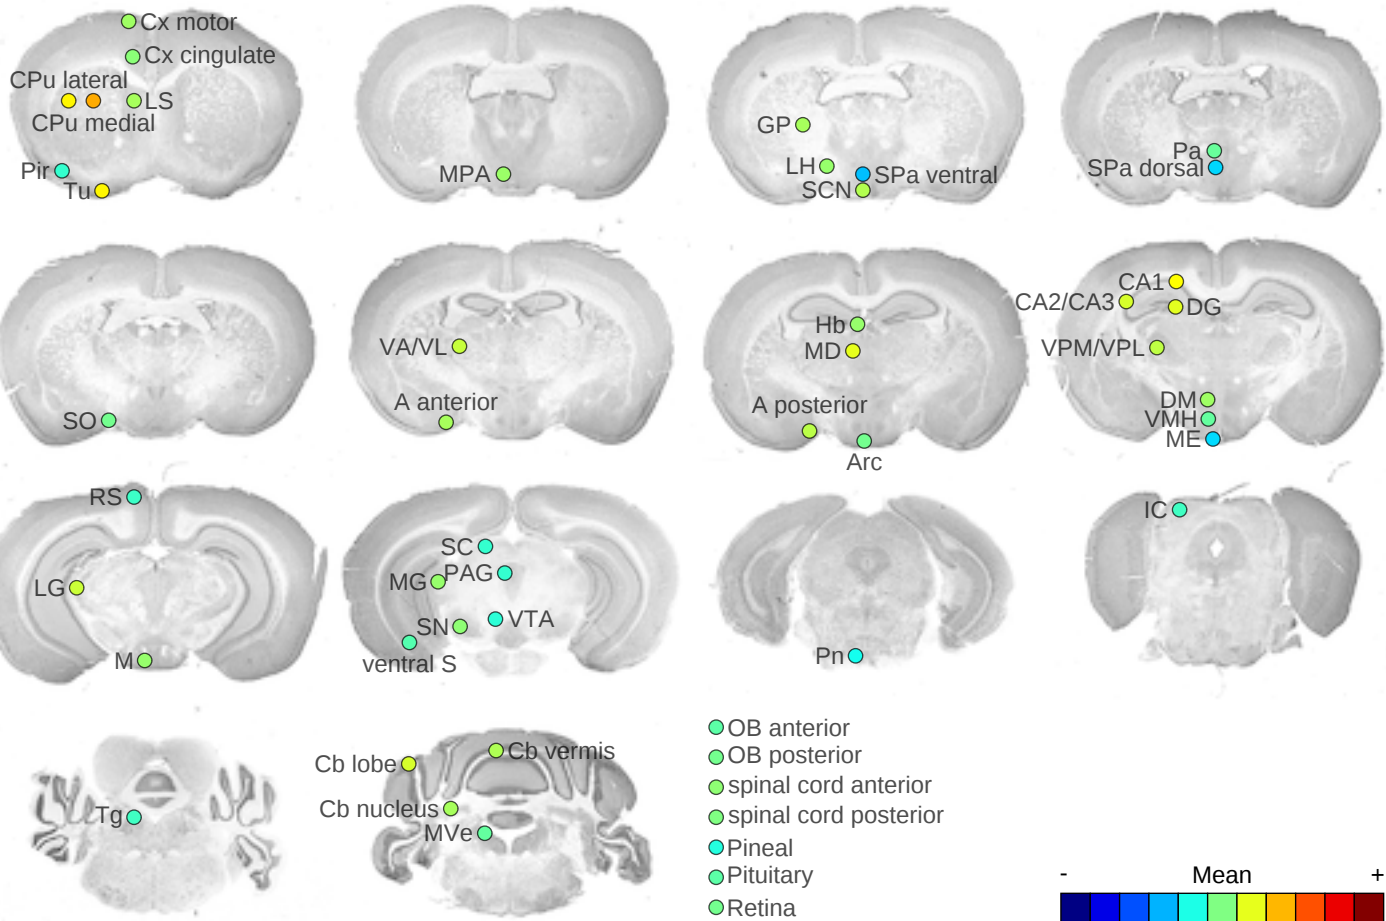 Cx motor
Cx cingulate
CPu lateral
LS
CPu medial
Pir
Tu
MPA
GP
LH
SPa ventral
SCN
Pa
SPa dorsal
SO
VA/VL
A anterior
Hb
MD
A posterior
Arc
CA1
CA2/CA3
DG
VPM/VPL
DM
VMH
ME
RS
LG
M
SC
PAG
MG
VTA
SN
ventral S
Pn
IC
Tg
Cb lobe
Cb vermis
Cb nucleus
MVe
OB anterior
OB posterior
spinal cord anterior
spinal cord posterior
Pineal
Pituitary
Retina
- Mean +